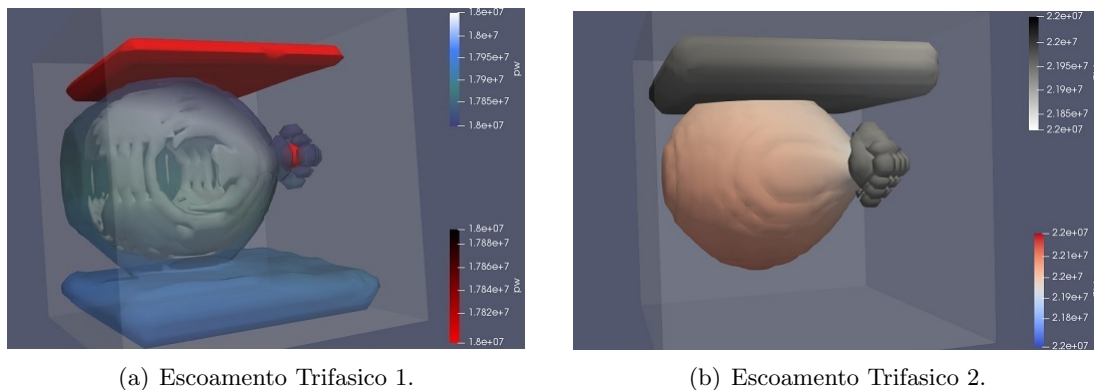 1.8e+07
1.8e+7
1.795e+7
1.79e+7
1.785e+7
1.8e+07
pw
1.8e+07
1.788e+7
1.786e+7
1.784e+7
1.782e+7
1.8e+07
pw
2.2e+07
2.2e+7
2.195e+7
2.19e+7
2.185e+7
2.2e+07
2.2e+07
2.21e+7
2.2e+07
2.19e+7
2.18e+7
2.2e+07
(a) Escoamento Trifasico 1.
(b) Escoamento Trifasico 2.